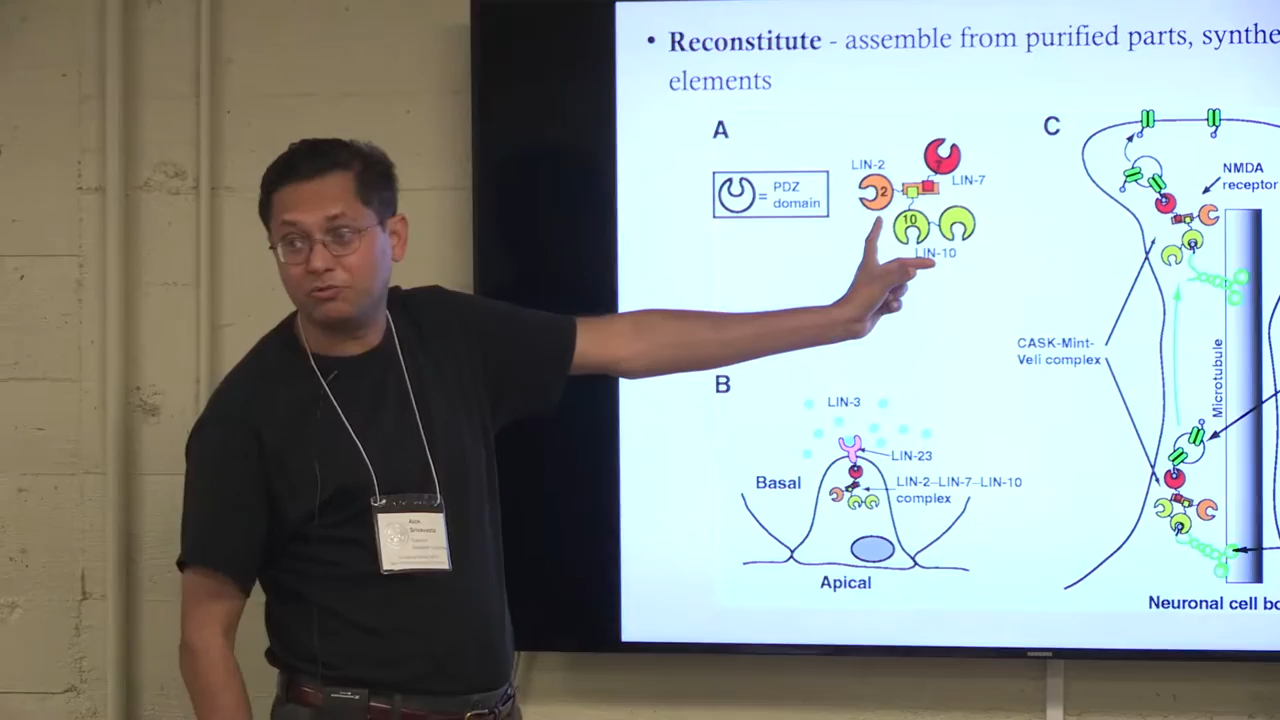 • Reconstitute - assemble from purified parts, synthe
elements
A
C
LIN-2
7
LIN-7
= PDZ
domain
2
10
LIN-10
NMDA
receptor
CASK-Mint-
Veli complex
Microtubule
B
LIN-3
LIN-23
Basal
LIN-2–LIN-7–LIN-10
complex
Apical
Neuronal cell bo